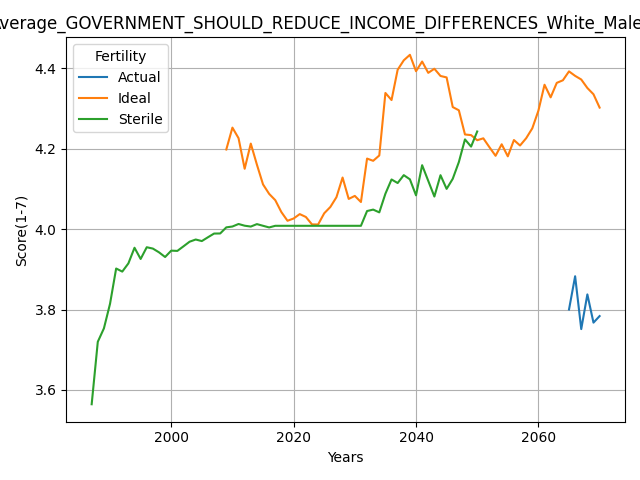 verage_GOVERNMENT_SHOULD_REDUCE_INCOME_DIFFERENCES_White_Male
Fertility
Actual
Ideal
Sterile
Score(1-7)
4.4
4.2
4.0
3.8
3.6
2000
2020
2040
2060
Years